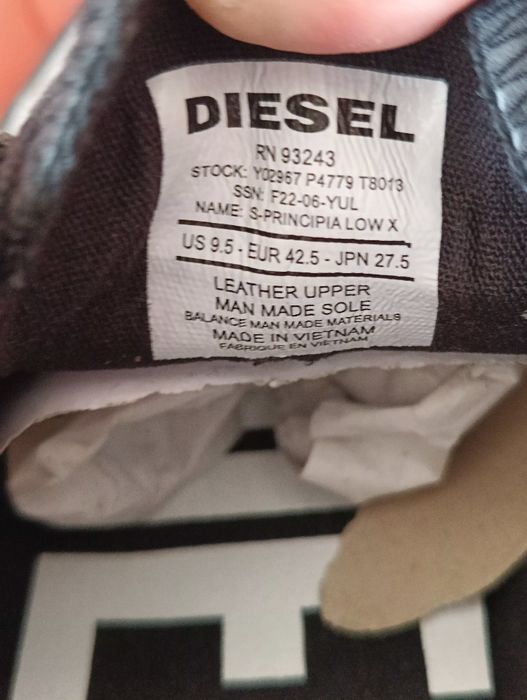 DIESEL
RN 93243
STOCK: Y02967 P4779 T8013
SSN: F22-06-YUL
NAME: S-PRINCIPIA LOW X
US 9.5 - EUR 42.5 - JPN 27.5
LEATHER UPPER
MAN MADE SOLE
BALANCE MAN MADE MATERIALS
MADE IN VIETNAM
FABRIQUE EN VIETNAM